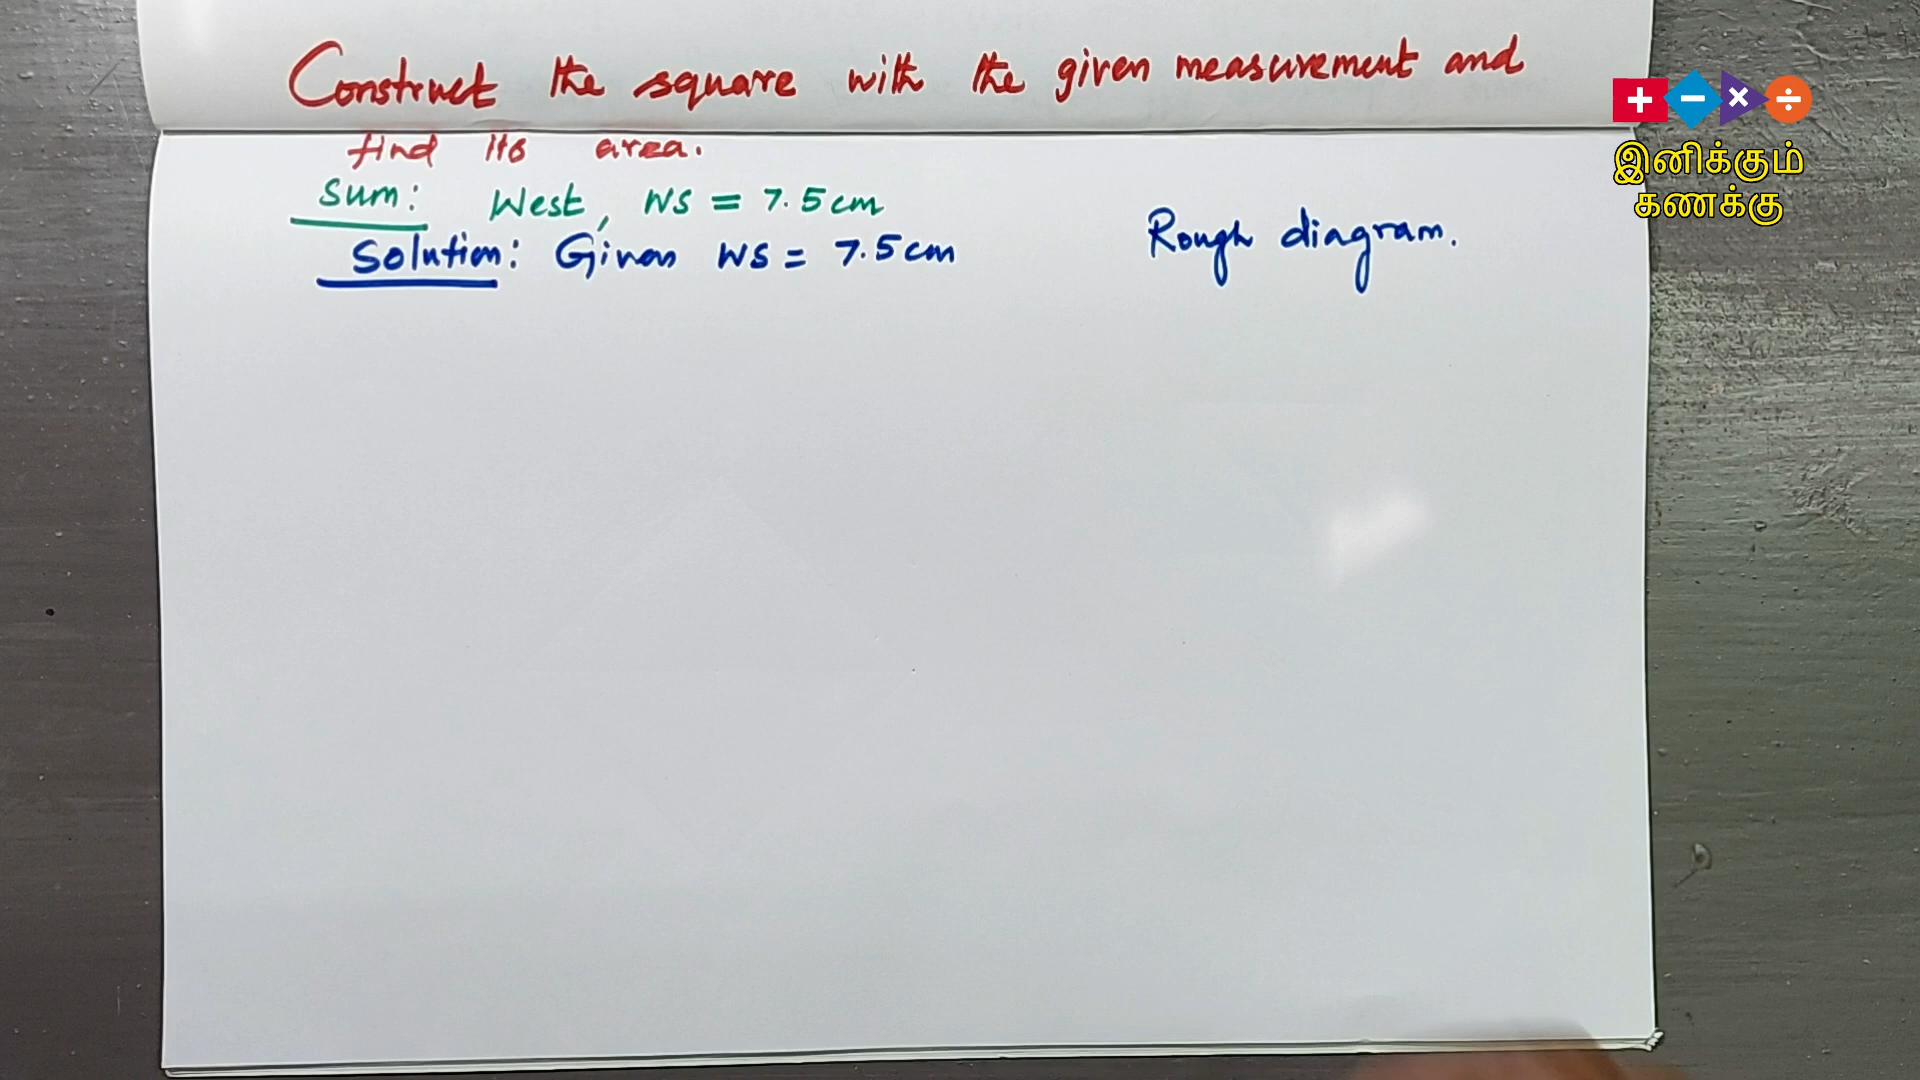 Construct the square with the given measurement and
find its area.
Sum: West, WS = 7.5cm
Solution: Given WS = 7.5cm
Rough diagram.
+ − × ÷
இனிக்கும்
கணக்கு